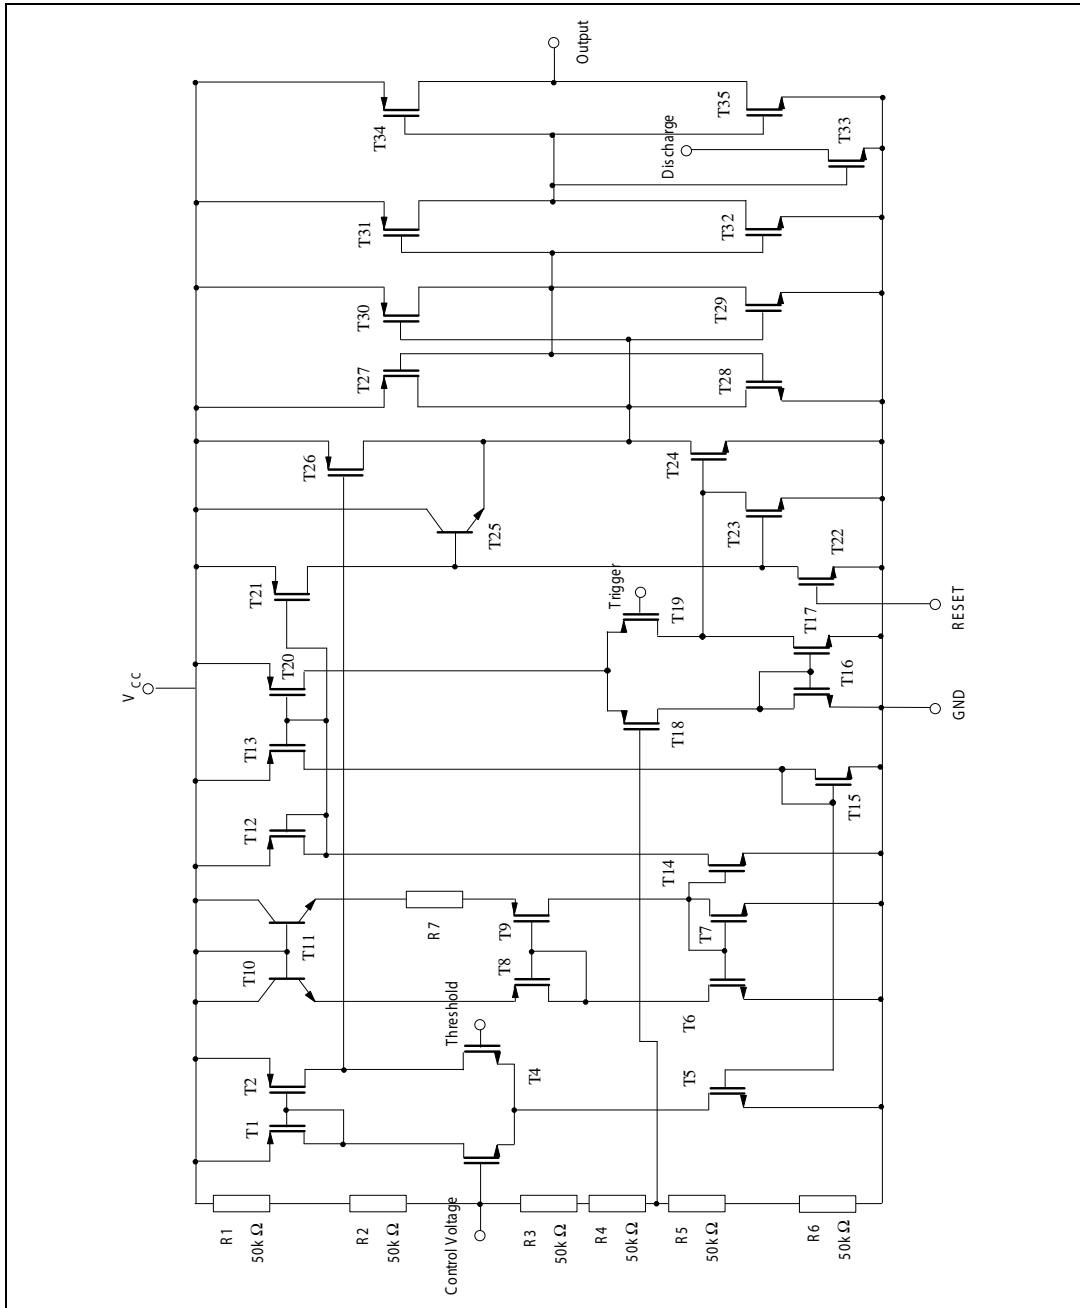 Output
T34
T35
T33
Discharge
T31
T32
T30
T29
T27
T28
T26
T24
T25
T23
T22
T21
Trigger
T19
T17
RESET
VCC
T20
T16
GND
T18
T13
T15
T12
T14
T11
R7
T9
T7
T10
T8
T6
Threshold
T2
T4
T5
T1
Control Voltage
R1
50k Ω
R2
50k Ω
R3
50k Ω
R4
50k Ω
R5
50k Ω
R6
50k Ω